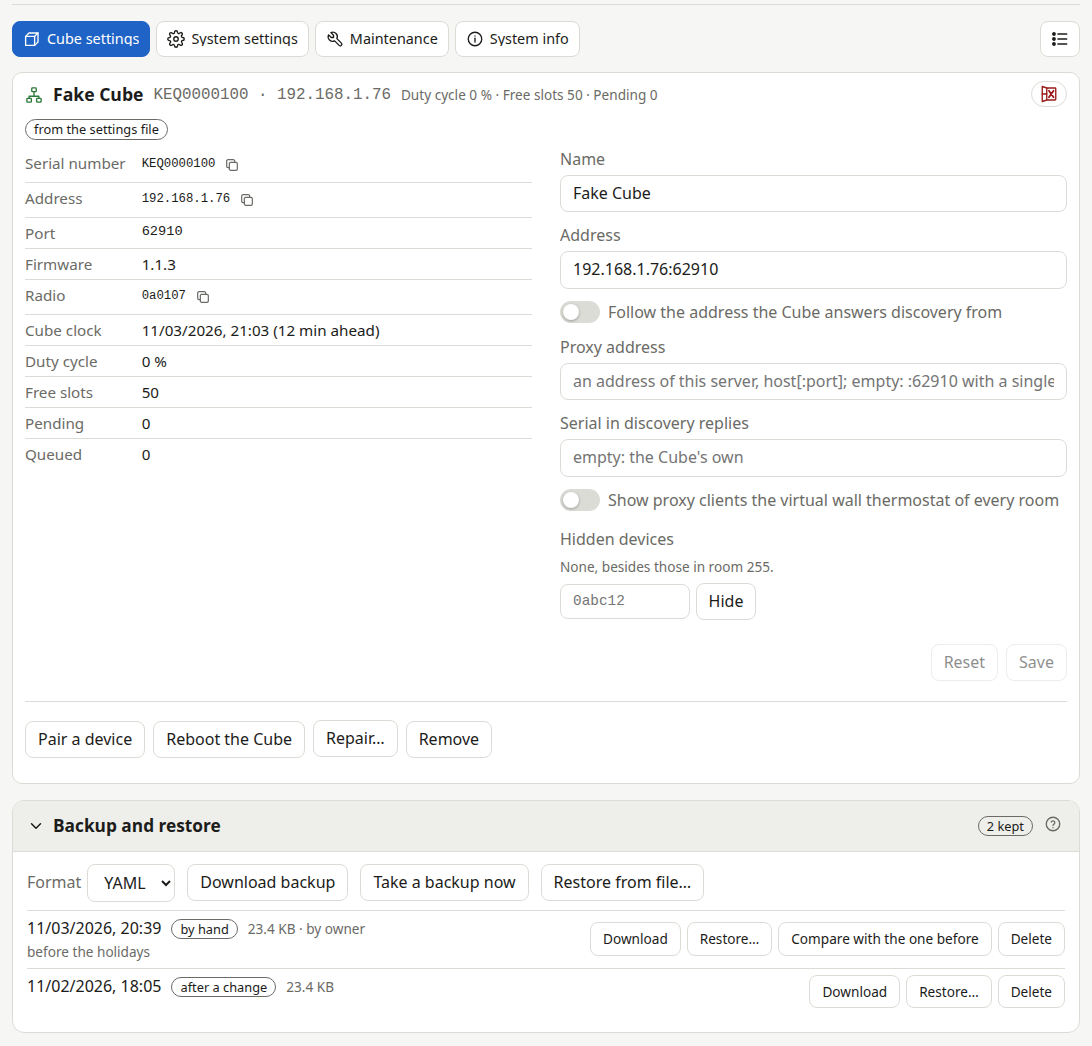 Cube settings
System settings
Maintenance
System info
Fake Cube KEQ0000100 · 192.168.1.76 Duty cycle 0 % · Free slots 50 · Pending 0
from the settings file
Serial number KEQ0000100
Address 192.168.1.76
Port 62910
Firmware 1.1.3
Radio 0a0107
Cube clock 11/03/2026, 21:03 (12 min ahead)
Duty cycle 0 %
Free slots 50
Pending 0
Queued 0
Name
Fake Cube
Address
192.168.1.76:62910
Follow the address the Cube answers discovery from
Proxy address
an address of this server, host[:port]; empty: :62910 with a single
Serial in discovery replies
empty: the Cube's own
Show proxy clients the virtual wall thermostat of every room
Hidden devices
None, besides those in room 255.
0abc12 Hide
Reset Save
Pair a device Reboot the Cube Repair... Remove
Backup and restore 2 kept
Format YAML Download backup Take a backup now Restore from file...
11/03/2026, 20:39 by hand 23.4 KB · by owner Download Restore... Compare with the one before Delete
before the holidays
11/02/2026, 18:05 after a change 23.4 KB Download Restore... Delete